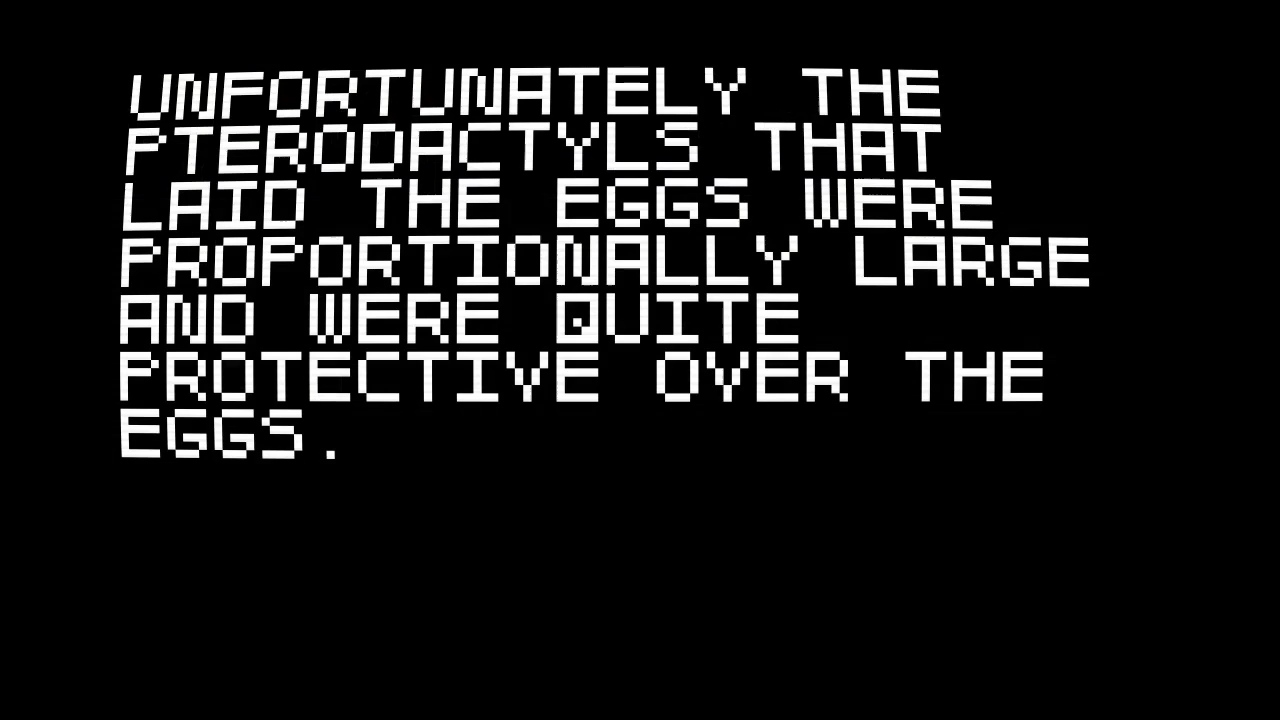 UNFORTUNATELY THE
PTERODACTYLS THAT
LAID THE EGGS WERE
PROPORTIONALLY LARGE
AND WERE QUITE
PROTECTIVE OVER THE
EGGS.